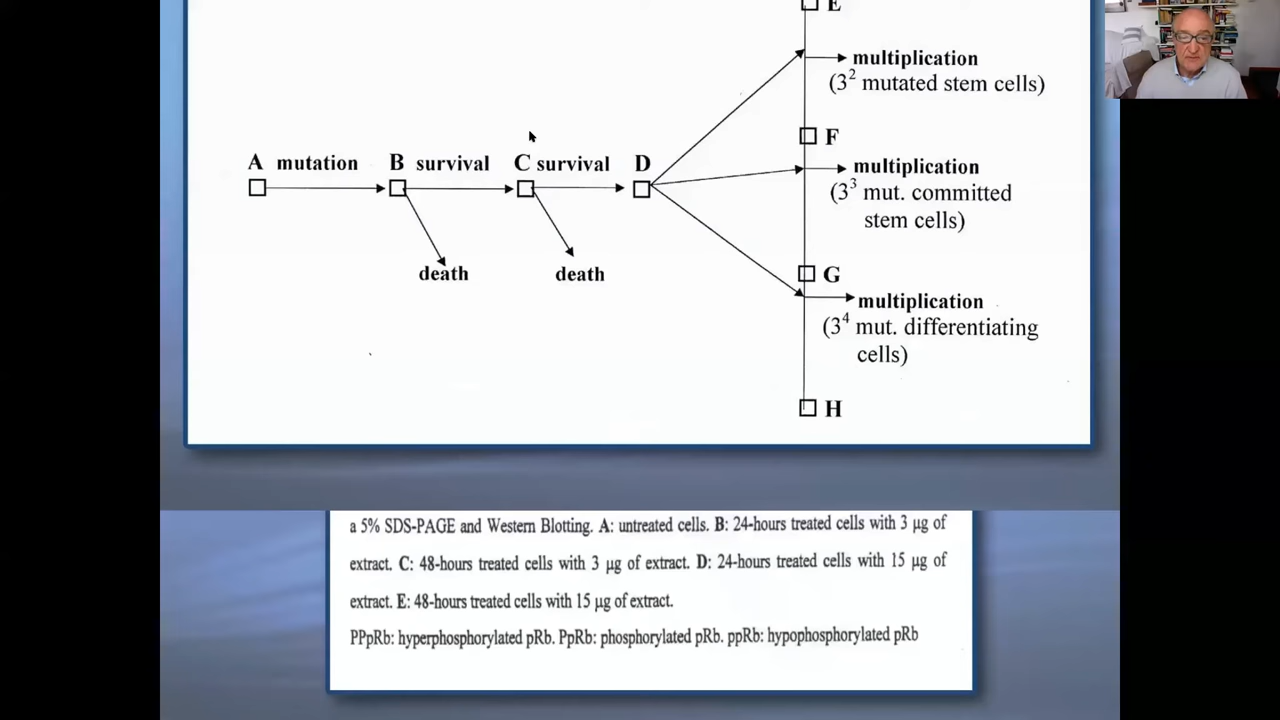 E
multiplication
(3² mutated stem cells)
F
A mutation B survival C survival D
multiplication
(3³ mut. committed
stem cells)
death death
G
multiplication
(3⁴ mut. differentiating
cells)
H
a 5% SDS-PAGE and Western Blotting. A: untreated cells. B: 24-hours treated cells with 3 µg of
extract. C: 48-hours treated cells with 3 µg of extract. D: 24-hours treated cells with 15 µg of
extract. E: 48-hours treated cells with 15 µg of extract.
PPpRb: hyperphosphorylated pRb. PpRb: phosphorylated pRb. ppRb: hypophosphorylated pRb